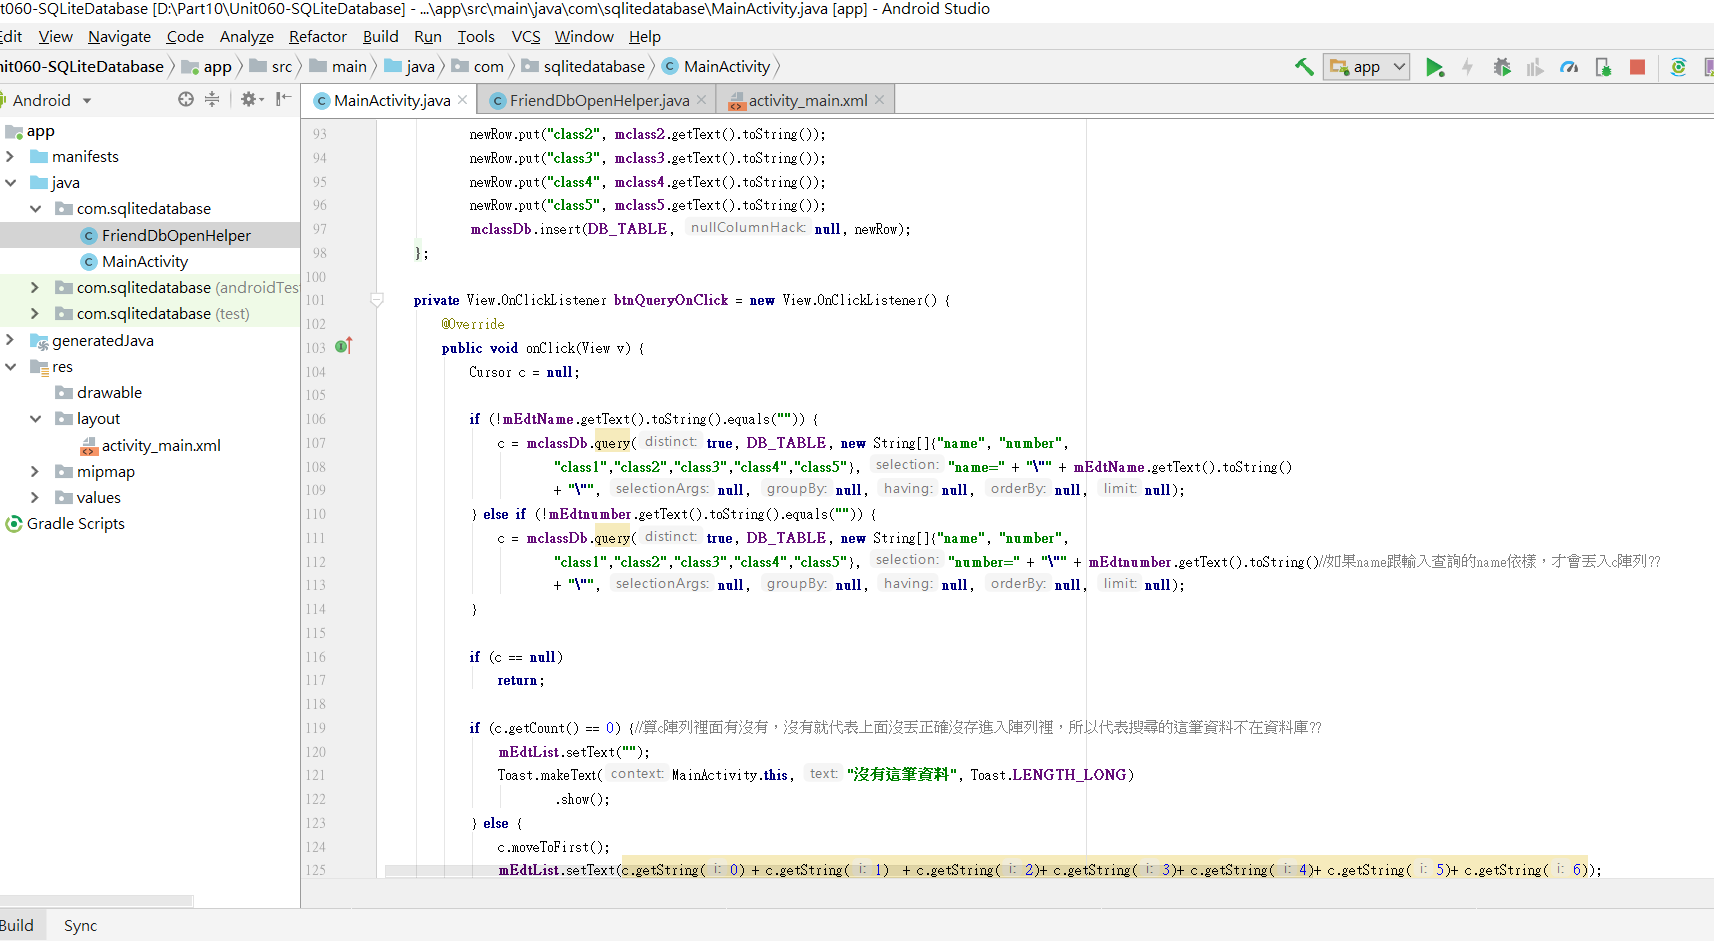 t060-SQLiteDatabase [D:\Part10\Unit060-SQLiteDatabase] - ...\app\src\main\java\com\sqlitedatabase\MainActivity.java [app] - Android Studio
Edit View Navigate Code Analyze Refactor Build Run Tools VCS Window Help
nit060-SQLiteDatabase app src main java com sqlitedatabase MainActivity app
Android
MainActivity.java FriendDbOpenHelper.java activity_main.xml
app
manifests
java
com.sqlitedatabase
FriendDbOpenHelper
MainActivity
com.sqlitedatabase (androidTes
com.sqlitedatabase (test)
generatedJava
res
drawable
layout
activity_main.xml
mipmap
values
Gradle Scripts
93 newRow.put("class2", mclass2.getText().toString());
94 newRow.put("class3", mclass3.getText().toString());
95 newRow.put("class4", mclass4.getText().toString());
96 newRow.put("class5", mclass5.getText().toString());
97 mclassDb.insert(DB_TABLE, nullColumnHack: null, newRow);
98 };
100
101 private View.OnClickListener btnQueryOnClick = new View.OnClickListener() {
102 @Override
103 public void onClick(View v) {
104 Cursor c = null;
105
106 if (!mEdtName.getText().toString().equals("")) {
107 c = mclassDb.query( distinct: true, DB_TABLE, new String[]{"name", "number",
108 "class1","class2","class3","class4","class5"}, selection: "name=" + "\"" + mEdtName.getText().toString()
109 + "\"", selectionArgs: null, groupBy: null, having: null, orderBy: null, limit: null);
110 } else if (!mEdtnumber.getText().toString().equals("")) {
111 c = mclassDb.query( distinct: true, DB_TABLE, new String[]{"name", "number",
112 "class1","class2","class3","class4","class5"}, selection: "number=" + "\"" + mEdtnumber.getText().toString()//如果name跟輸入查詢的name依樣，才會丟入c陣列??
113 + "\"", selectionArgs: null, groupBy: null, having: null, orderBy: null, limit: null);
114 }
115
116 if (c == null)
117 return;
118
119 if (c.getCount() == 0) {//算c陣列裡面有沒有，沒有就代表上面沒丟正確沒存進入陣列裡，所以代表搜尋的這筆資料不在資料庫??
120 mEdtList.setText("");
121 Toast.makeText( context: MainActivity.this, text: "沒有這筆資料", Toast.LENGTH_LONG)
122 .show();
123 } else {
124 c.moveToFirst();
125 mEdtList.setText(c.getString( i: 0) + c.getString( i: 1) + c.getString( i: 2)+ c.getString( i: 3)+ c.getString( i: 4)+ c.getString( i: 5)+ c.getString( i: 6));
Build Sync